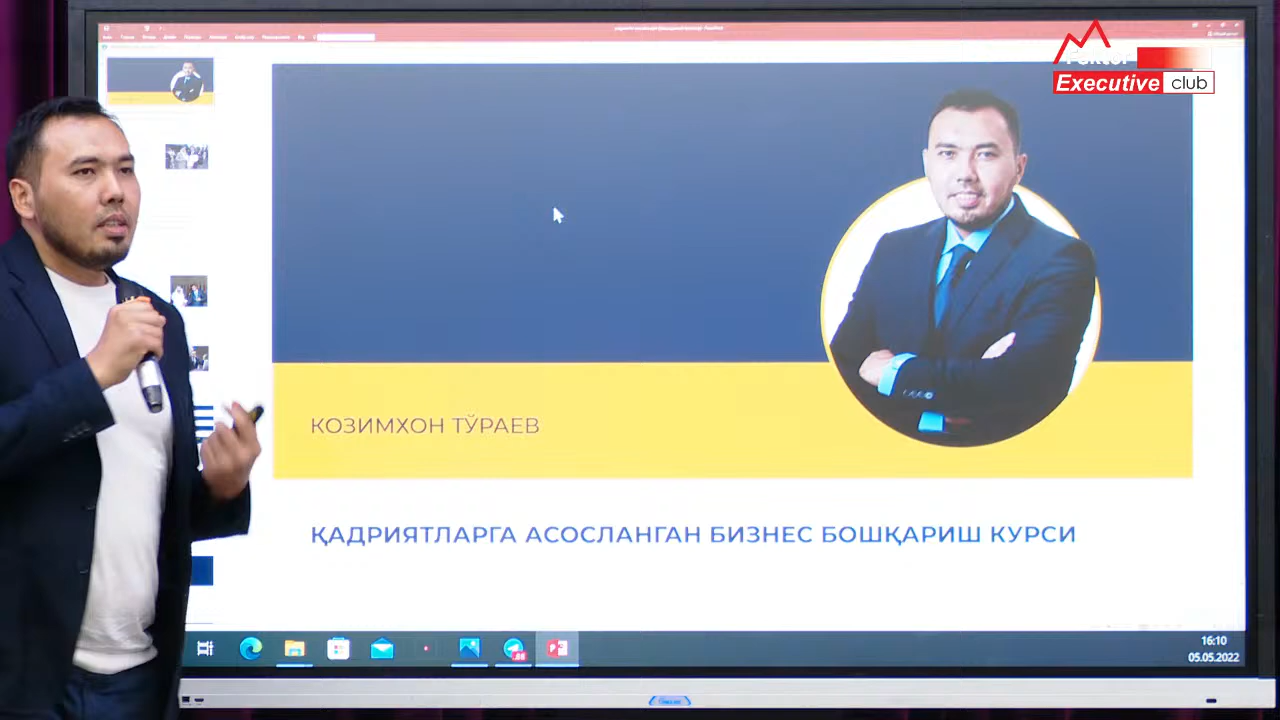 Executive club
КОЗИМХОН ТЎРАЕВ
ҚАДРИЯТЛАРГА АСОСЛАНГАН БИЗНЕС БОШҚАРИШ КУРСИ
16:10
05.05.2022